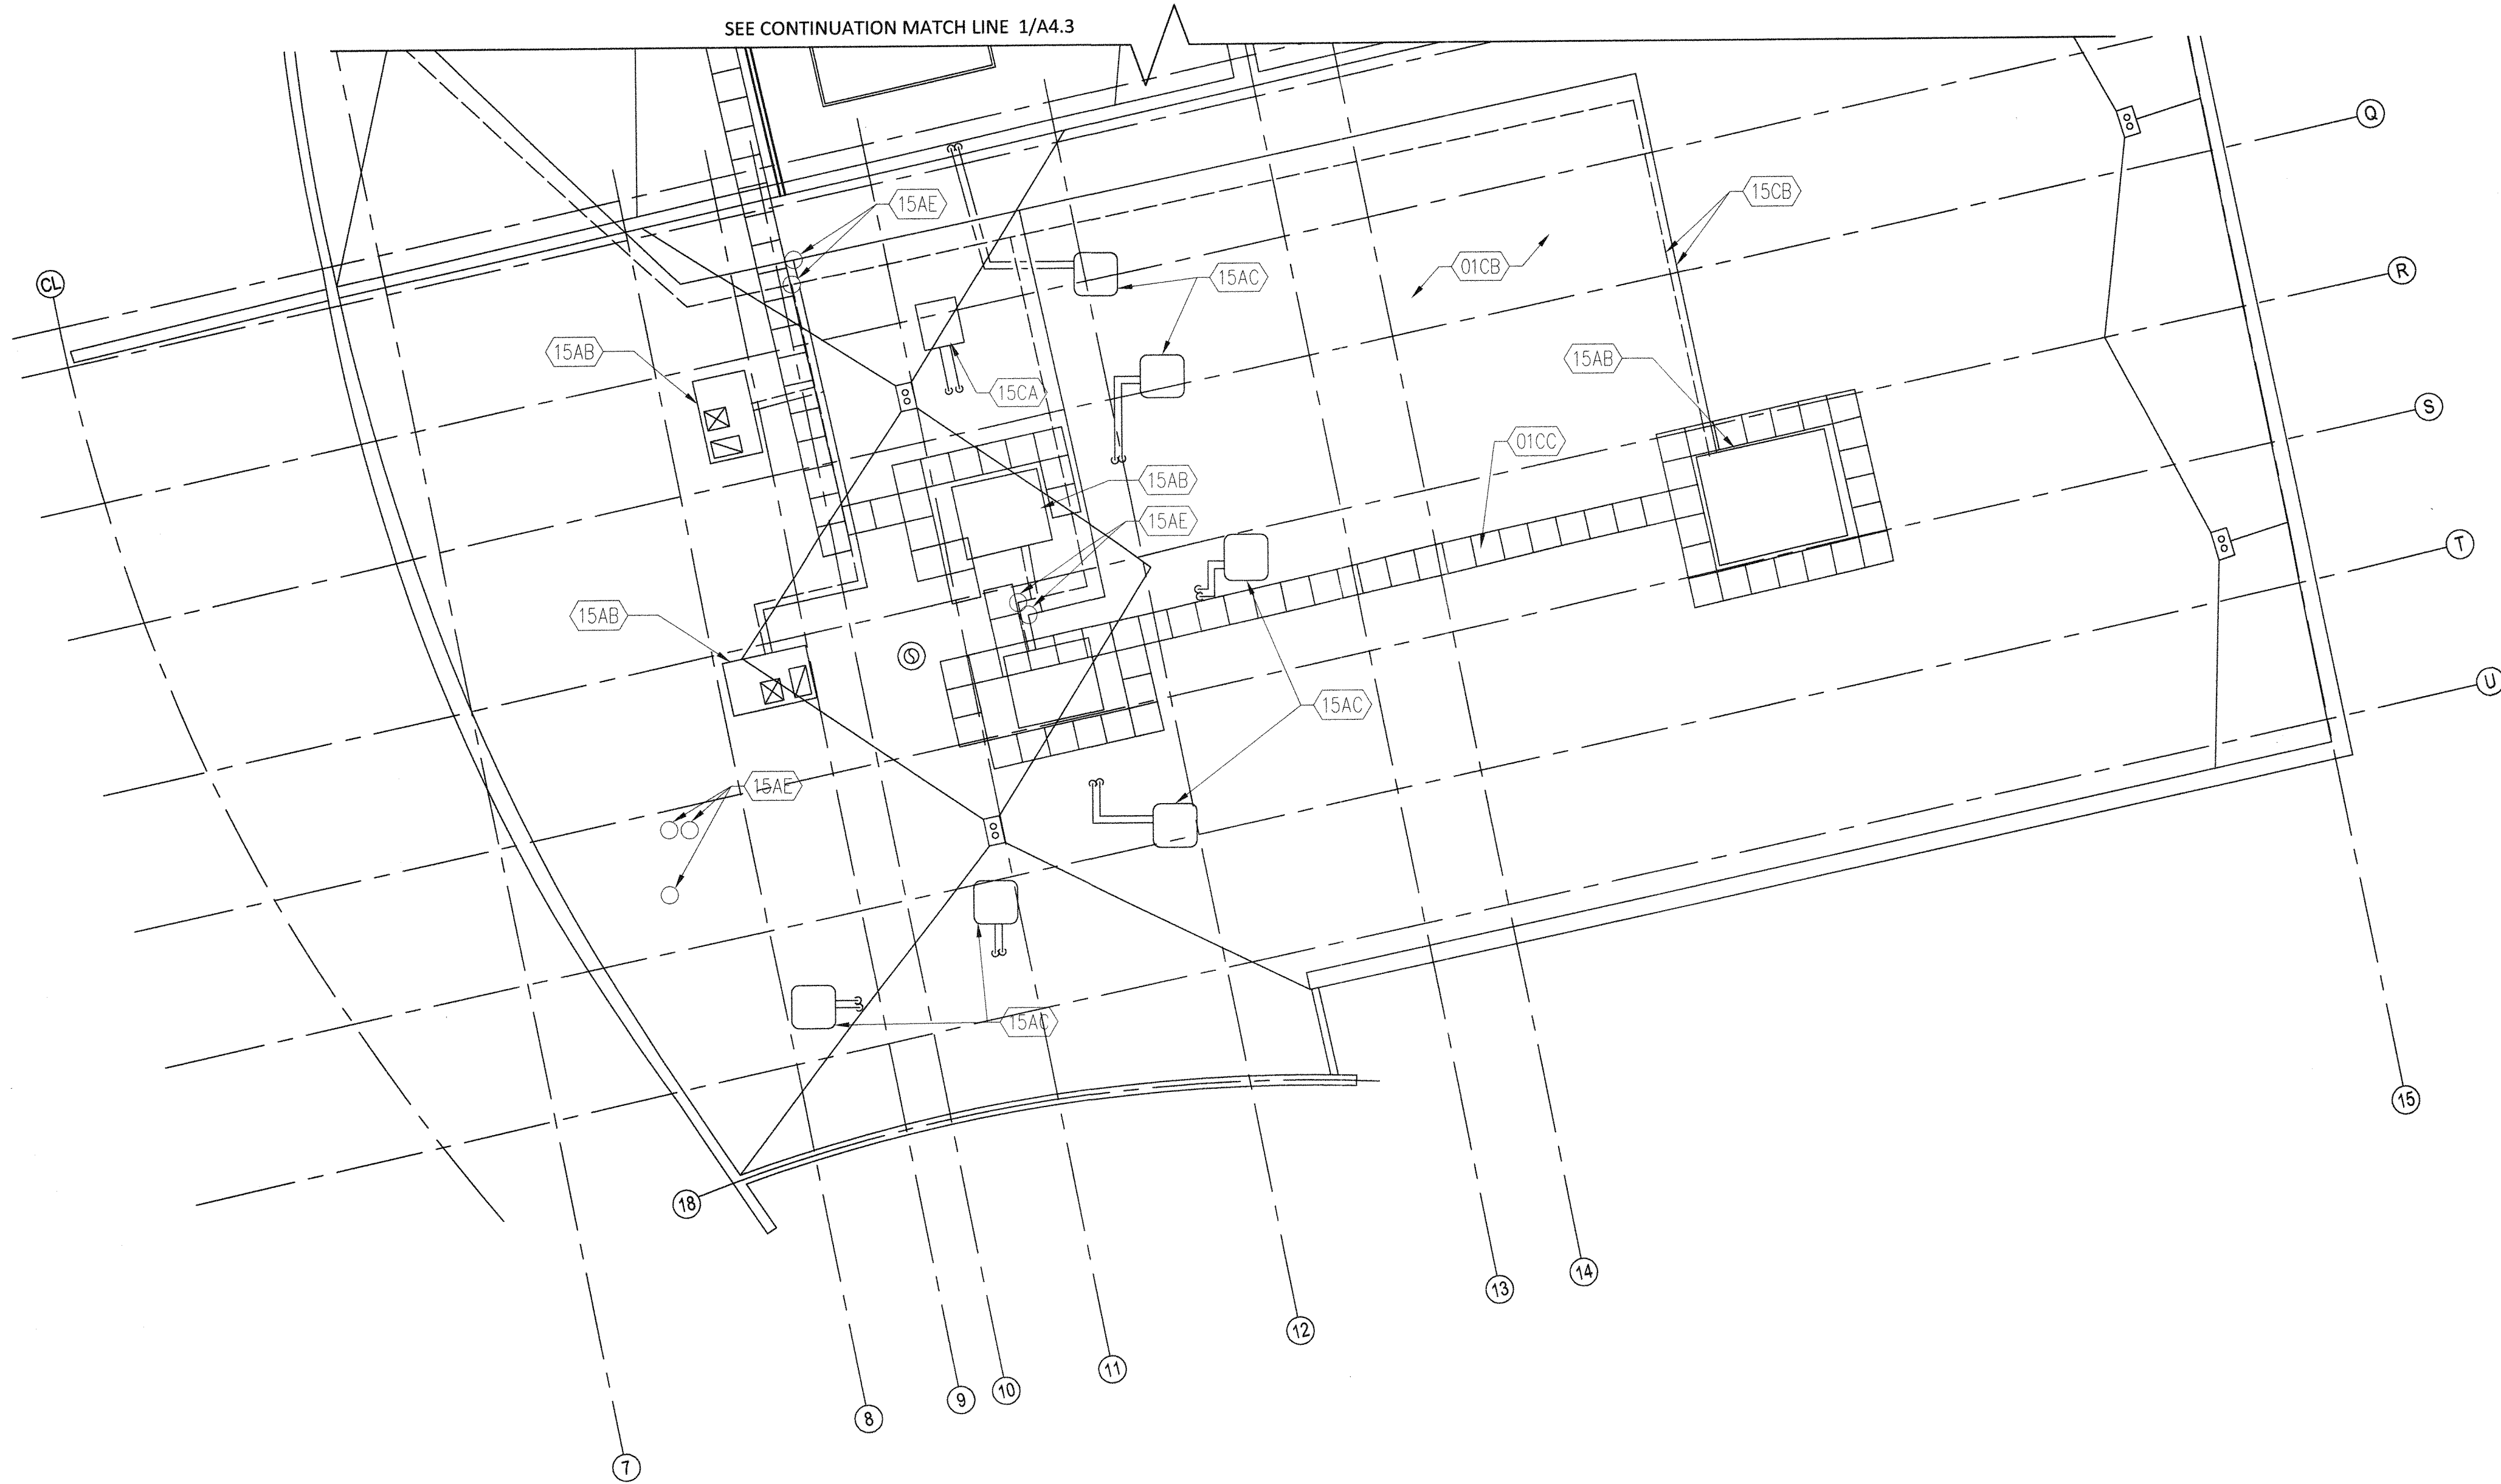 SEE CONTINUATION MATCH LINE 1/A4.3
Q
15CB
15AE
R
01CB
15AC
CL
15AB
15AB
15CA
S
01CC
15AB
15AE
T
15AB
U
15AC
15AE
15AC
15
18
14
13
12
11
10
9
8
7